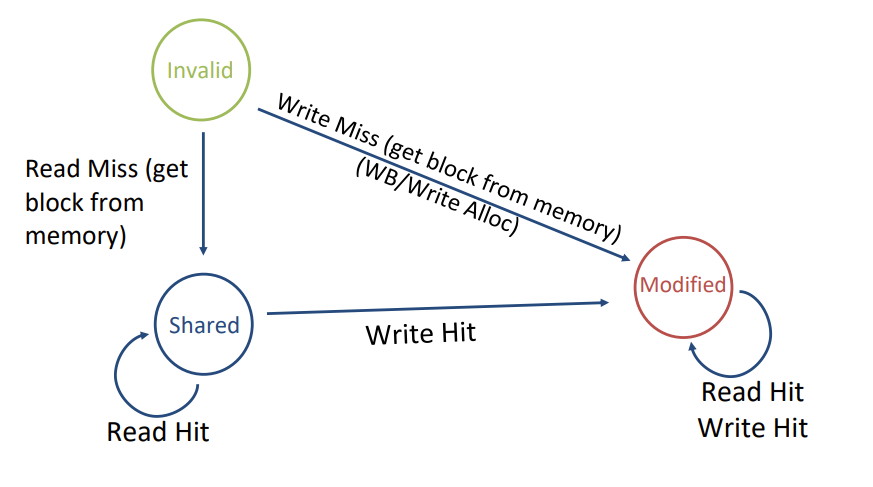 Invalid
Write Miss (get block from memory)
(WB/Write Alloc)
Read Miss (get
block from
memory)
Modified
Shared
Write Hit
Read Hit
Write Hit
Read Hit